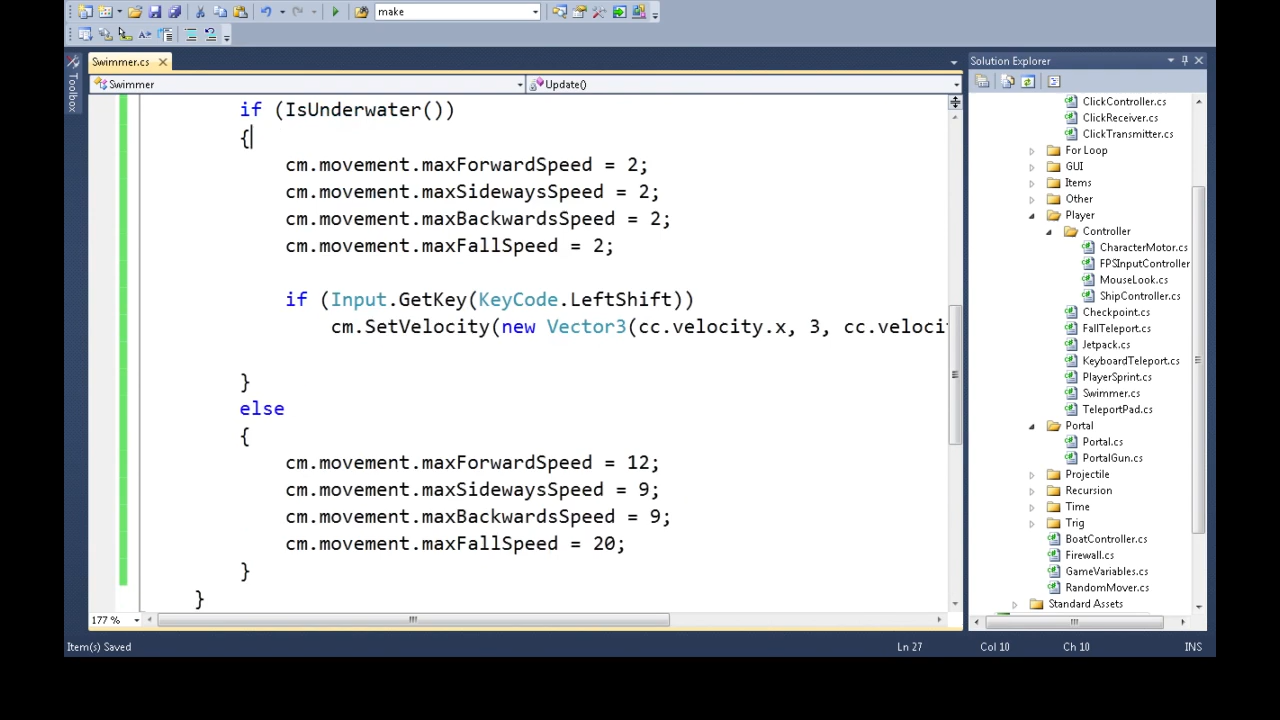 make
Swimmer.cs
Solution Explorer
Toolbox
Swimmer
Update()
if (IsUnderwater())
{
cm.movement.maxForwardSpeed = 2;
cm.movement.maxSidewaysSpeed = 2;
cm.movement.maxBackwardsSpeed = 2;
cm.movement.maxFallSpeed = 2;
if (Input.GetKey(KeyCode.LeftShift))
cm.SetVelocity(new Vector3(cc.velocity.x, 3, cc.velocit
}
else
{
cm.movement.maxForwardSpeed = 12;
cm.movement.maxSidewaysSpeed = 9;
cm.movement.maxBackwardsSpeed = 9;
cm.movement.maxFallSpeed = 20;
}
}
ClickController.cs
ClickReceiver.cs
ClickTransmitter.cs
For Loop
GUI
Items
Other
Player
Controller
CharacterMotor.cs
FPSInputController
MouseLook.cs
ShipController.cs
Checkpoint.cs
FallTeleport.cs
Jetpack.cs
KeyboardTeleport.cs
PlayerSprint.cs
Swimmer.cs
TeleportPad.cs
Portal
Portal.cs
PortalGun.cs
Projectile
Recursion
Time
Trig
BoatController.cs
Firewall.cs
GameVariables.cs
RandomMover.cs
Standard Assets
177 %
Item(s) Saved
Ln 27
Col 10
Ch 10
INS